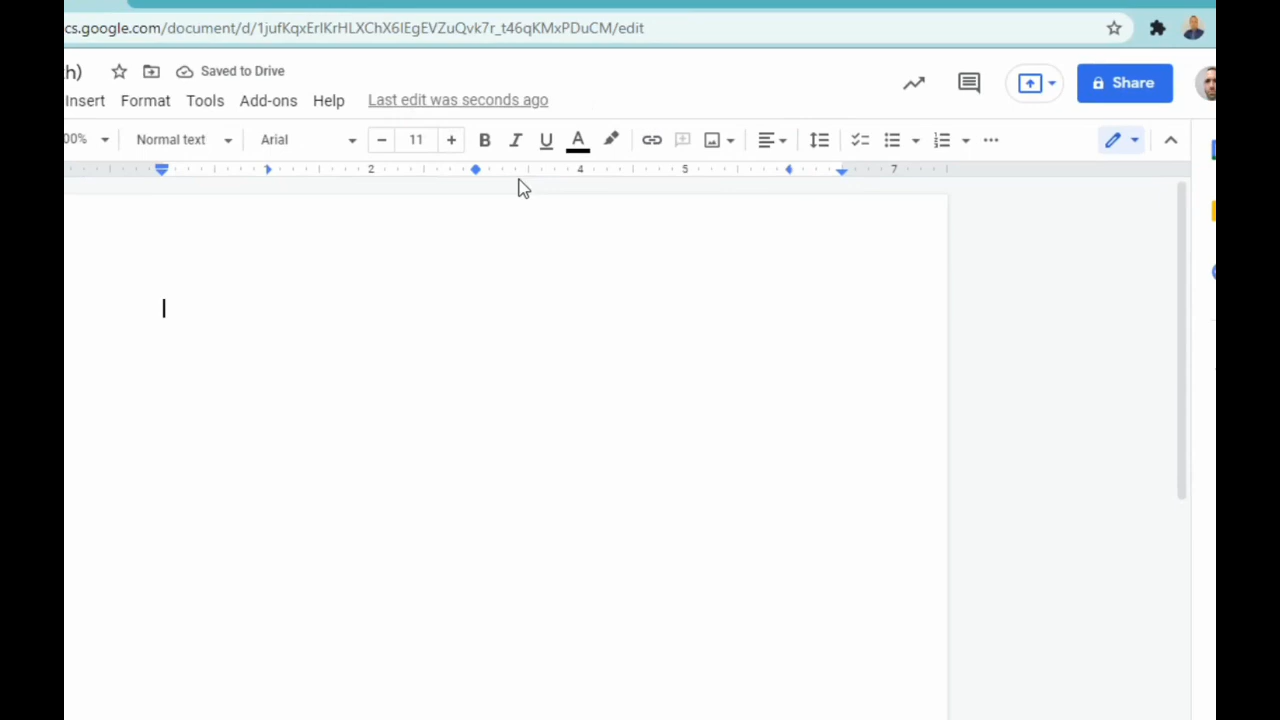 cs.google.com/document/d/1jufKqxErlKrHLXChX6lEgEVZuQvk7r_t46qKMxPDuCM/edit
h)
Saved to Drive
Share
Insert Format Tools Add-ons Help Last edit was seconds ago
00% Normal text Arial 11 B I U A
2 4 5 7